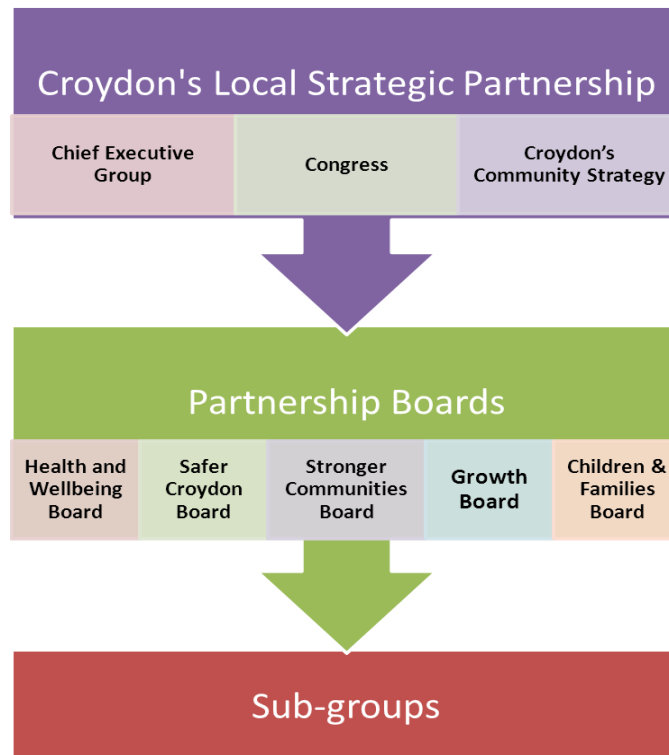 Croydon's Local Strategic Partnership
Chief Executive
Group
Congress
Croydon’s
Community Strategy
Partnership Boards
Health and
Wellbeing
Board
Safer
Croydon
Board
Stronger
Communities
Board
Growth
Board
Children &
Families
Board
Sub-groups